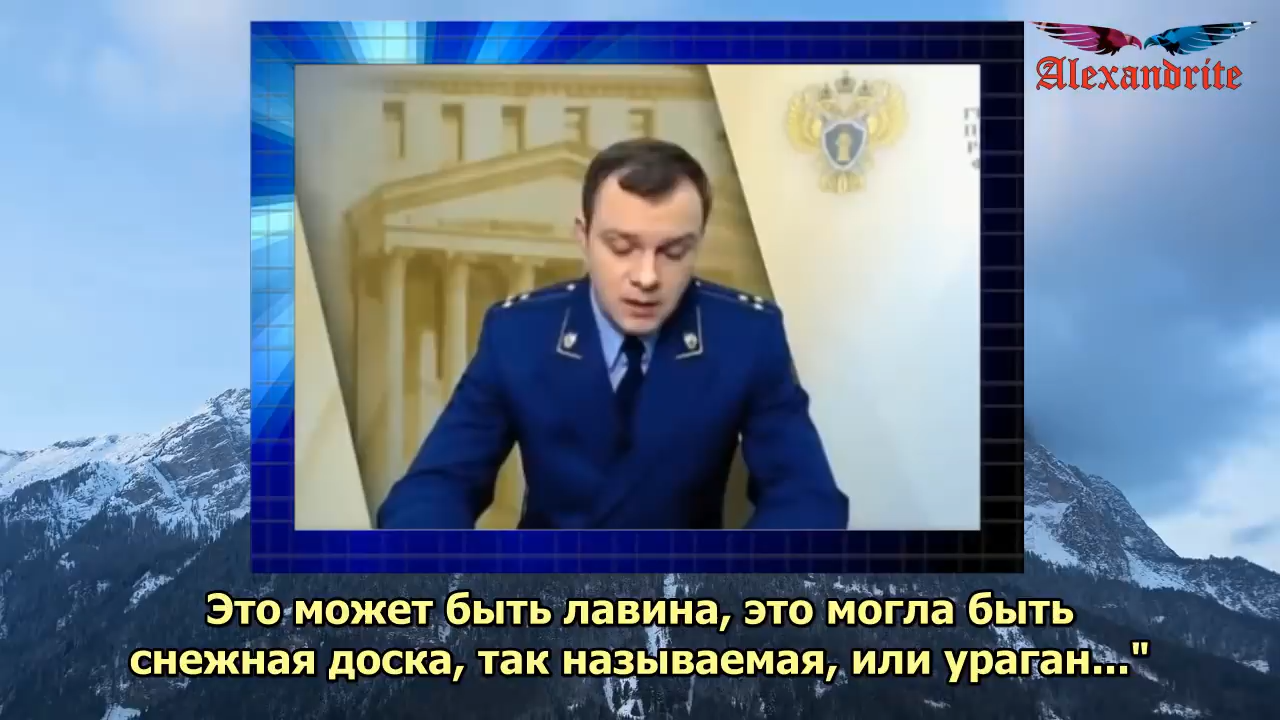 Alexandrite
Это может быть лавина, это могла быть
снежная доска, так называемая, или ураган..."